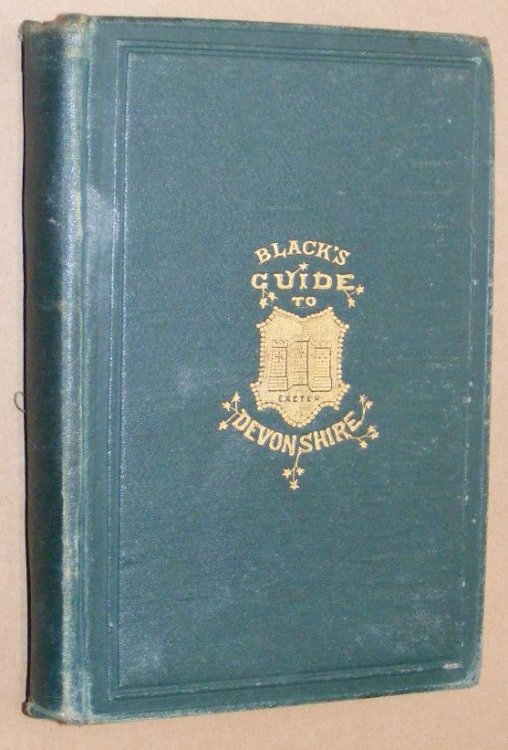 BLACK'S
GUIDE
TO
EXETER
DEVONSHIRE